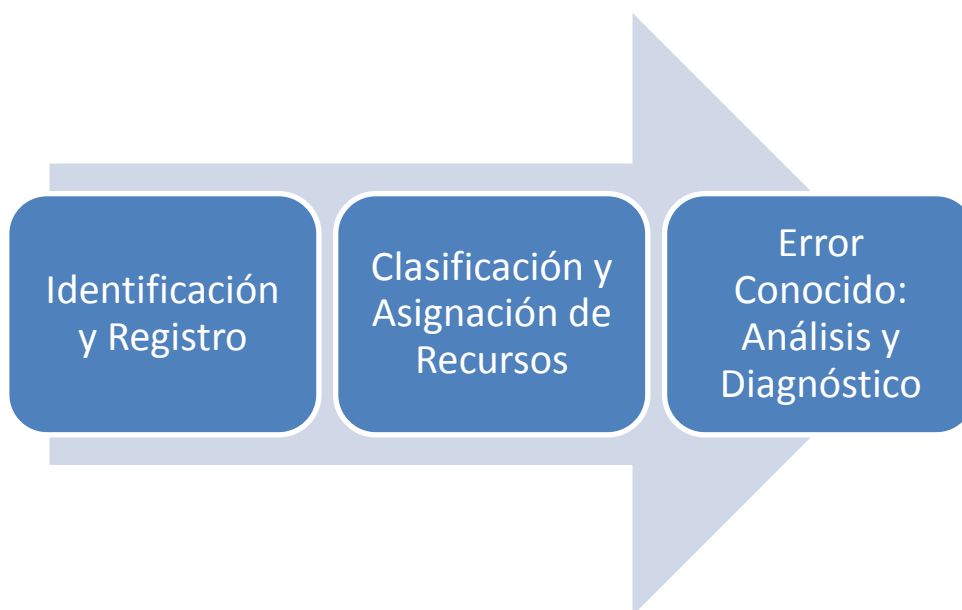 Identificación
y Registro
Clasificación y
Asignación de
Recursos
Error
Conocido:
Análisis y
Diagnóstico